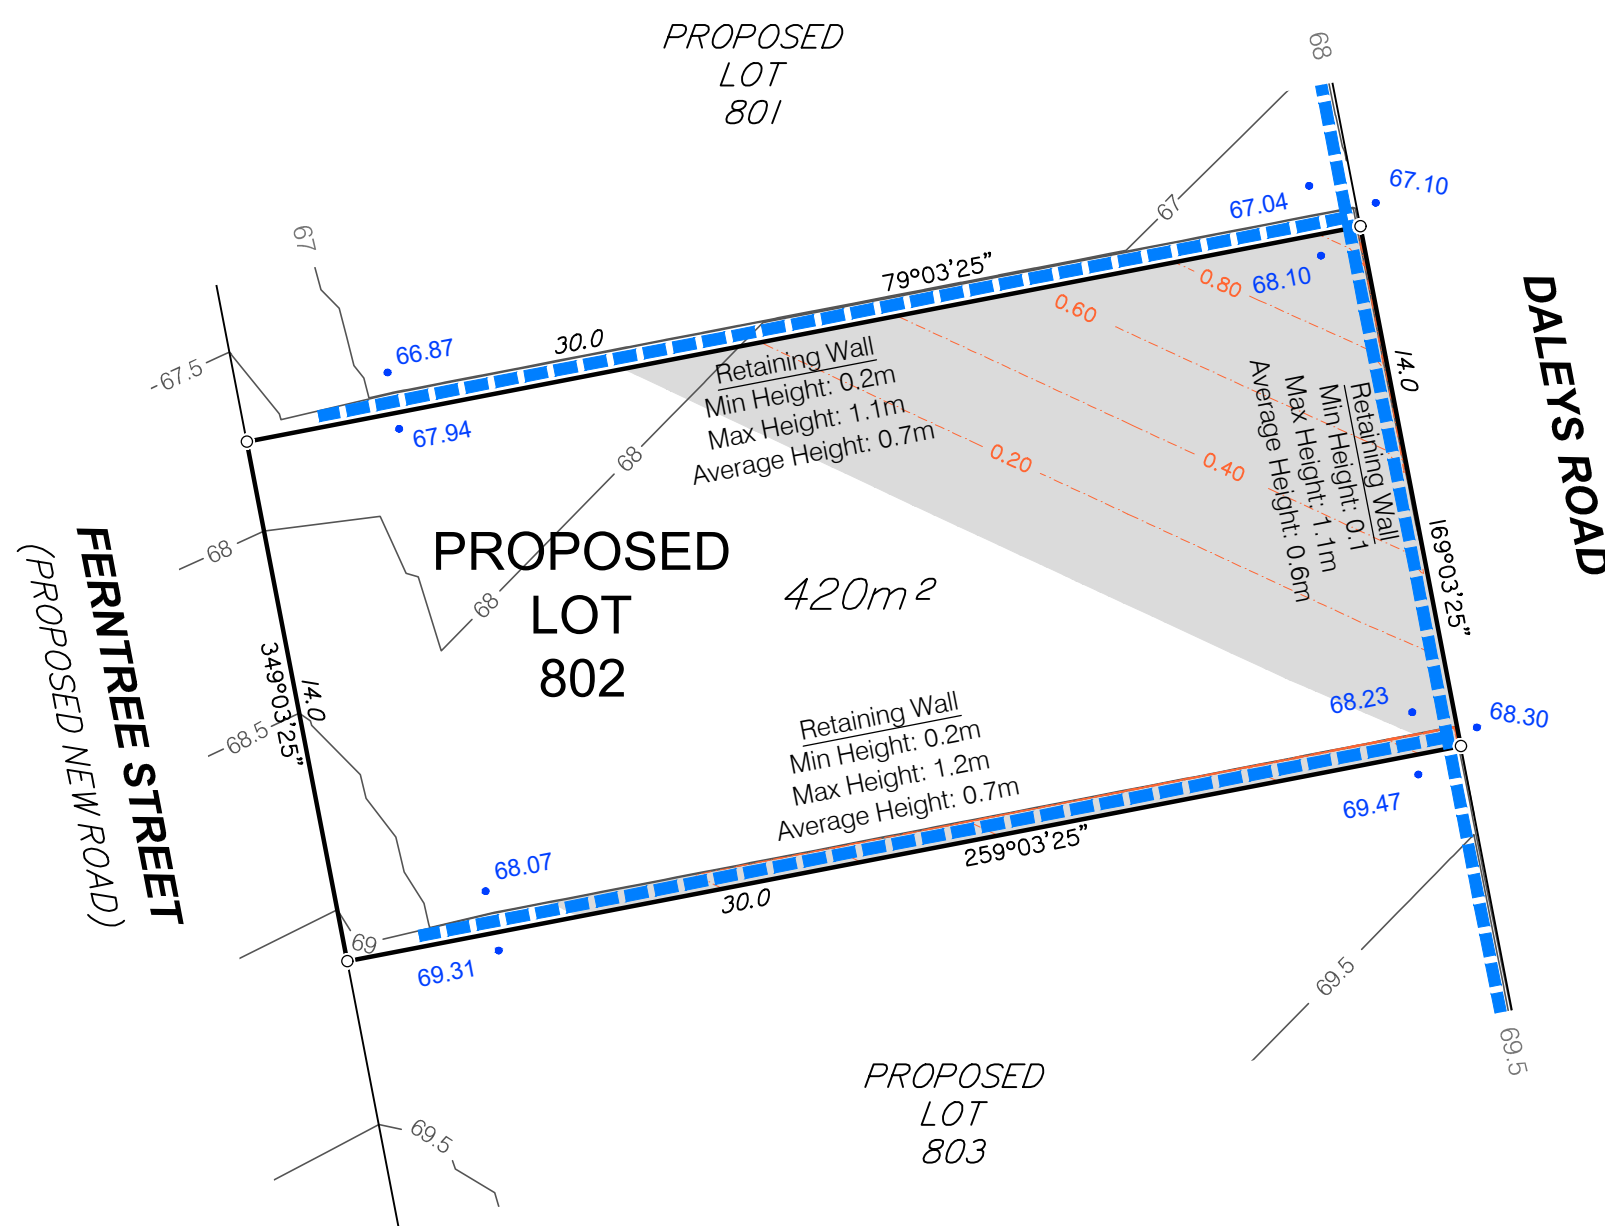 PROPOSED
LOT
801
68
67.04
67.10
67
67
79°03'25"
68.10
0.80
0.60
30.0
66.87
67.5
67.94
Retaining Wall
Min Height: 0.2m
Max Height: 1.1m
Average Height: 0.7m
14.0
DALEYS ROAD
Retaining Wall
Min Height: 0.1
Max Height: 1.1m
Average Height: 0.6m
68
0.20
0.40
68
PROPOSED
LOT
802
420m²
68
169°03'25"
FERNTREE STREET
(PROPOSED NEW ROAD)
349°03'25"
14.0
68.5
68.23
68.30
Retaining Wall
Min Height: 0.2m
Max Height: 1.2m
Average Height: 0.7m
69.47
259°03'25"
68.07
30.0
69
69.31
69.5
69.5
PROPOSED
LOT
803
69.5